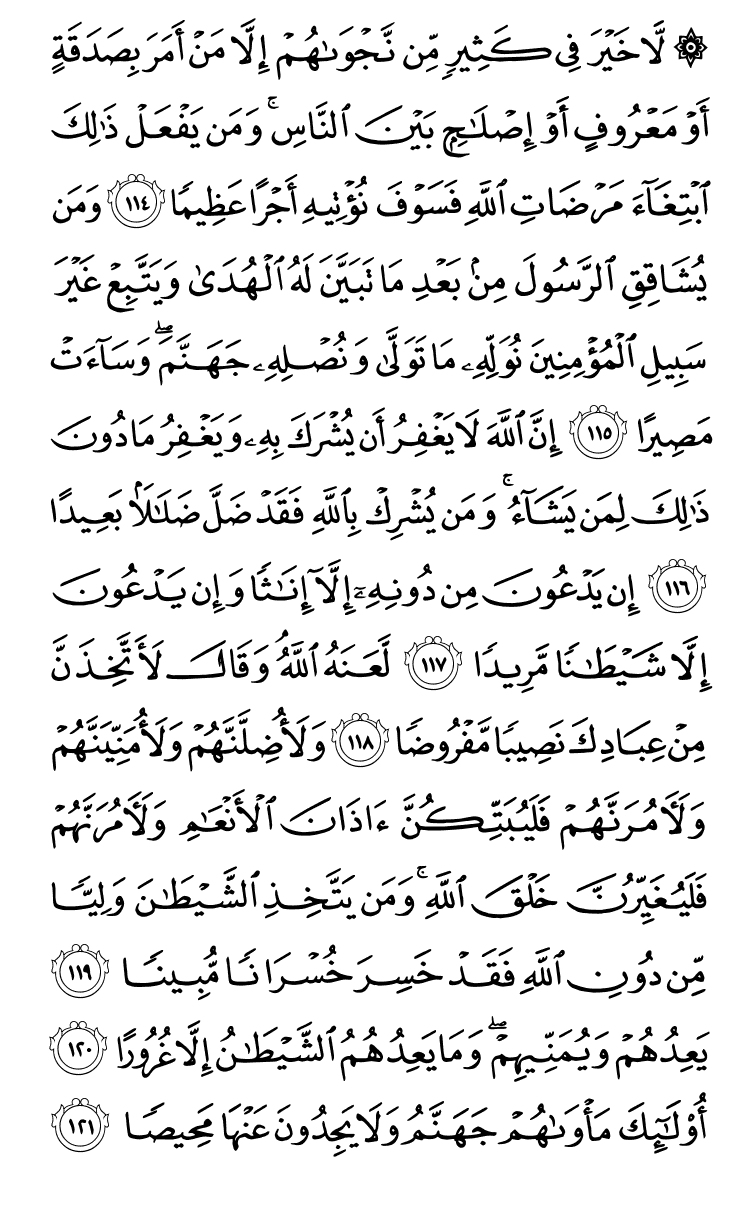 ۞ لَّا خَيْرَ فِى كَثِيرٍ مِّن نَّجْوَىٰهُمْ إِلَّا مَنْ أَمَرَ بِصَدَقَةٍ
أَوْ مَعْرُوفٍ أَوْ إِصْلَٰحٍۭ بَيْنَ ٱلنَّاسِ ۚ وَمَن يَفْعَلْ ذَٰلِكَ
ٱبْتِغَآءَ مَرْضَاتِ ٱللَّهِ فَسَوْفَ نُؤْتِيهِ أَجْرًا عَظِيمًا ١١٤ وَمَن
يُشَاقِقِ ٱلرَّسُولَ مِنۢ بَعْدِ مَا تَبَيَّنَ لَهُ ٱلْهُدَىٰ وَيَتَّبِعْ غَيْرَ
سَبِيلِ ٱلْمُؤْمِنِينَ نُوَلِّهِۦ مَا تَوَلَّىٰ وَنُصْلِهِۦ جَهَنَّمَ ۖ وَسَآءَتْ
مَصِيرًا ١١٥ إِنَّ ٱللَّهَ لَا يَغْفِرُ أَن يُشْرَكَ بِهِۦ وَيَغْفِرُ مَا دُونَ
ذَٰلِكَ لِمَن يَشَآءُ ۚ وَمَن يُشْرِكْ بِٱللَّهِ فَقَدْ ضَلَّ ضَلَٰلًۢا بَعِيدًا
١١٦ إِن يَدْعُونَ مِن دُونِهِۦٓ إِلَّآ إِنَٰثًا وَإِن يَدْعُونَ
إِلَّا شَيْطَٰنًا مَّرِيدًا ١١٧ لَّعَنَهُ ٱللَّهُ ۘ وَقَالَ لَأَتَّخِذَنَّ
مِنْ عِبَادِكَ نَصِيبًا مَّفْرُوضًا ١١٨ وَلَأُضِلَّنَّهُمْ وَلَأُمَنِّيَنَّهُمْ
وَلَـَٔامُرَنَّهُمْ فَلَيُبَتِّكُنَّ ءَاذَانَ ٱلْأَنْعَٰمِ وَلَـَٔامُرَنَّهُمْ
فَلَيُغَيِّرُنَّ خَلْقَ ٱللَّهِ ۚ وَمَن يَتَّخِذِ ٱلشَّيْطَٰنَ وَلِيًّا
مِّن دُونِ ٱللَّهِ فَقَدْ خَسِرَ خُسْرَانًا مُّبِينًا ١١٩
يَعِدُهُمْ وَيُمَنِّيهِمْ ۖ وَمَا يَعِدُهُمُ ٱلشَّيْطَٰنُ إِلَّا غُرُورًا ١٢٠
أُو۟لَٰٓئِكَ مَأْوَىٰهُمْ جَهَنَّمُ وَلَا يَجِدُونَ عَنْهَا مَحِيصًا ١٢١